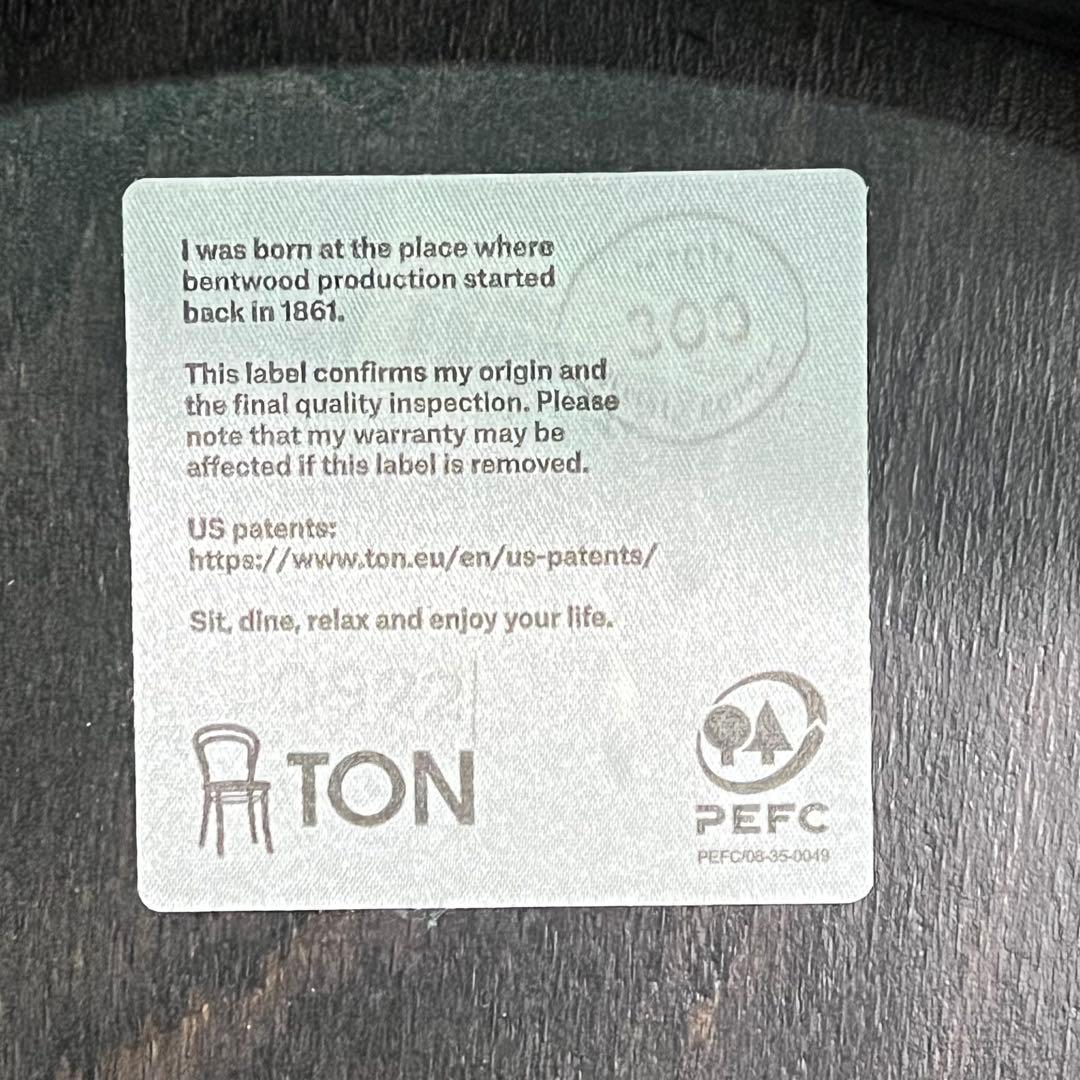 I was born at the place where
bentwood production started
back in 1861.
This label confirms my origin and
the final quality inspection. Please
note that my warranty may be
affected if this label is removed.
US patents:
https://www.ton.eu/en/us-patents/
Sit, dine, relax and enjoy your life.
TON
PEFC
PEFC/08-35-0049